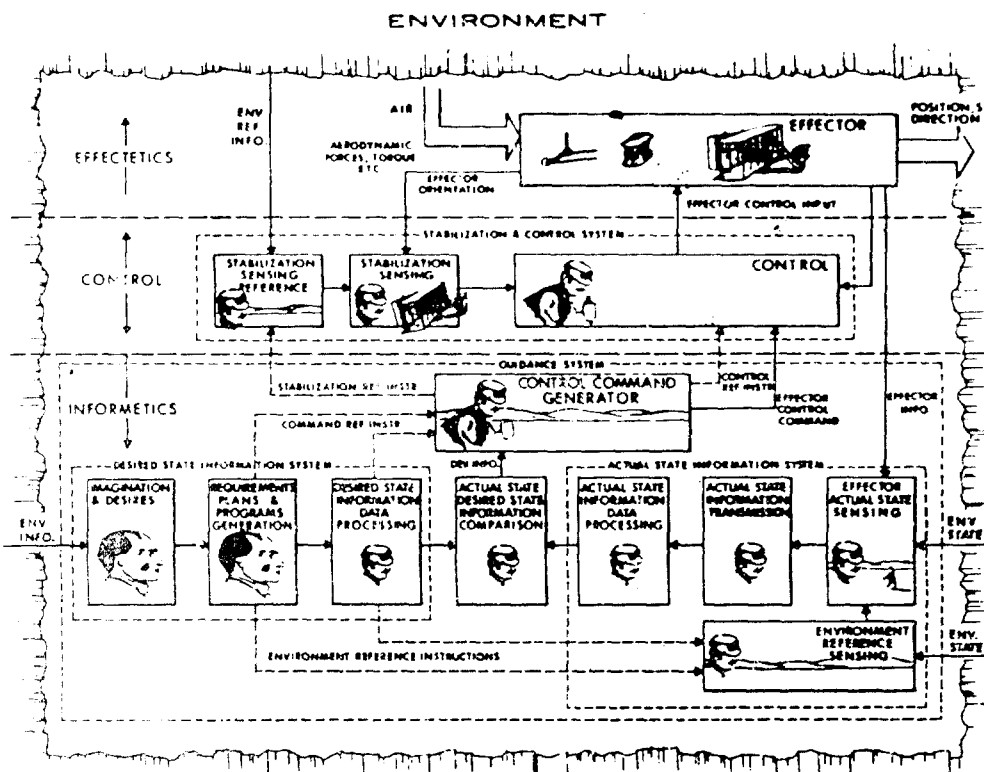 ENVIRONMENT
ENV
REF
INFO.
AIR
AERODYNAMIC
FORCES, TORQUE
ETC
EFFECTOR
ORIENTATION
EFFECTOR
POSITION, S
DIRECTION
EFFECTETICS
EFFECTOR CONTROL INPUT
STABILIZATION & CONTROL SYSTEM
CONTROL
STABILIZATION
SENSING
REFERENCE
STABILIZATION
SENSING
CONTROL
GUIDANCE SYSTEM
STABILIZATION REF INSTR
CONTROL COMMAND
GENERATOR
CONTROL
REF INSTR
EFFECTOR
CONTROL
COMMAND
EFFECTOR
INFO
INFORMETICS
COMMAND REF INSTR
DEV INFO.
DESIRED STATE INFORMATION SYSTEM
ACTUAL STATE INFORMATION SYSTEM
IMAGINATION
& DESIRES
REQUIREMENTS
PLANS &
PROGRAMS
GENERATION
DESIRED STATE
INFORMATION
DATA
PROCESSING
ACTUAL STATE
DESIRED STATE
INFORMATION
COMPARISON
ACTUAL STATE
INFORMATION
DATA
PROCESSING
ACTUAL STATE
INFORMATION
TRANSMISSION
EFFECTOR
ACTUAL STATE
SENSING
ENV.
INFO.
ENV
STATE
ENVIRONMENT REFERENCE INSTRUCTIONS
ENVIRONMENT
REFERENCE
SENSING
ENV.
STATE